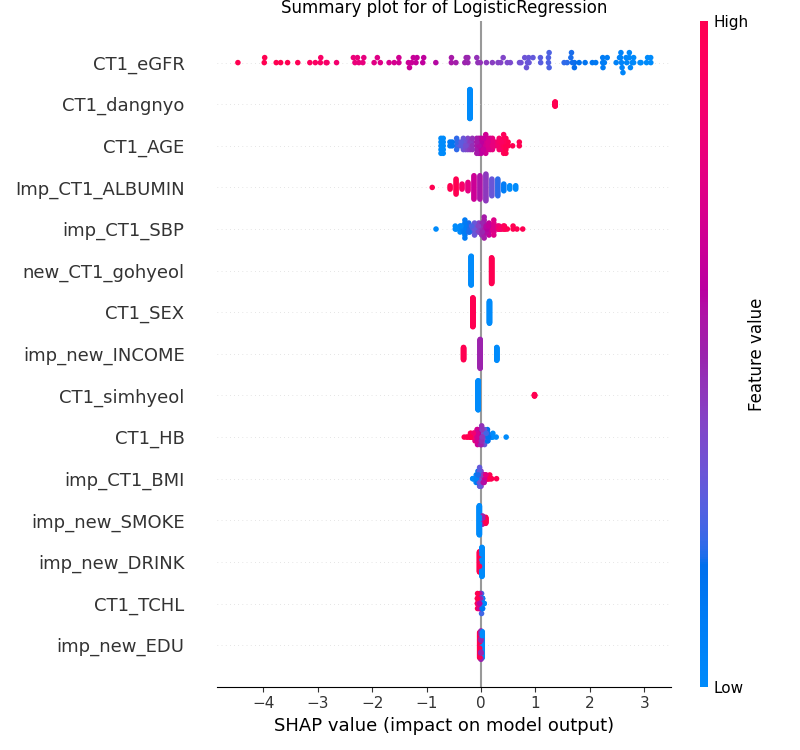 Summary plot for of LogisticRegression
High
CT1_eGFR
CT1_dangnyo
CT1_AGE
Imp_CT1_ALBUMIN
imp_CT1_SBP
new_CT1_gohyeol
CT1_SEX
imp_new_INCOME
CT1_simhyeol
CT1_HB
imp_CT1_BMI
imp_new_SMOKE
imp_new_DRINK
CT1_TCHL
imp_new_EDU
Feature value
Low
−4 −3 −2 −1 0 1 2 3
SHAP value (impact on model output)